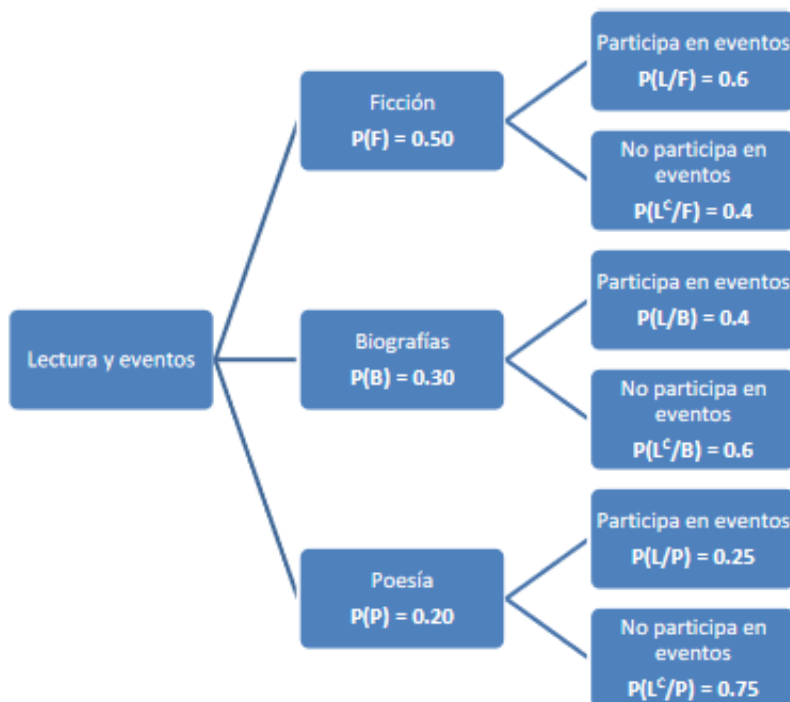 Lectura y eventos
Ficción
P(F) = 0.50
Participa en eventos
P(L/F) = 0.6
No participa en
eventos
P(Lᶜ/F) = 0.4
Biografías
P(B) = 0.30
Participa en eventos
P(L/B) = 0.4
No participa en
eventos
P(Lᶜ/B) = 0.6
Poesía
P(P) = 0.20
Participa en eventos
P(L/P) = 0.25
No participa en
eventos
P(Lᶜ/P) = 0.75